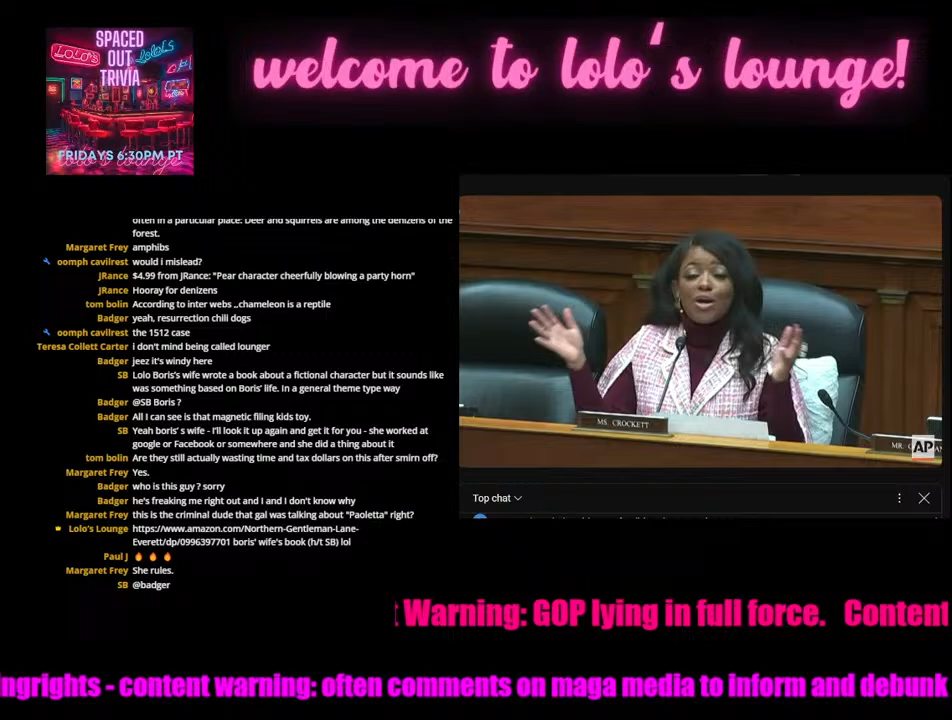 SPACED
OUT
TRIVIA
LOLO'S
LOLOLS
FRIDAYS 6:30PM PT
lolo's lounge
welcome to lolo's lounge!
often in a particular place: Deer and squirrels are among the denizens of the
forest.
Margaret Frey amphibs
oomph cavilrest would i mislead?
JRance $4.99 from JRance: "Pear character cheerfully blowing a party horn"
JRance Hooray for denizens
tom bolin According to inter webs ,,chameleon is a reptile
Badger yeah, resurrection chill dogs
oomph cavilrest the 1512 case
Teresa Collett Carter i don't mind being called lounger
Badger jeez it's windy here
SB Lolo Boris's wife wrote a book about a fictional character but it sounds like
was something based on Boris' life. In a general theme type way
Badger @SB Boris ?
Badger All I can see is that magnetic filing kids toy.
SB Yeah boris' s wife - I'll look it up again and get it for you - she worked at
google or Facebook or somewhere and she did a thing about it
tom bolin Are they still actually wasting time and tax dollars on this after smirn off?
Margaret Frey Yes.
Badger who is this guy ? sorry
Badger he's freaking me right out and I and I don't know why
Margaret Frey this is the criminal dude that gal was talking about "Paoletta" right?
Lolo's Lounge https://www.amazon.com/Northern-Gentleman-Lane-
Everett/dp/0996397701 boris' wife's book (h/t SB) lol
Paul J 🔥 🔥 🔥
Margaret Frey She rules.
SB @badger
MS. CROCKETT
MR.
AP
Top chat
Warning: GOP lying in full force. Content
ingrights - content warning: often comments on maga media to inform and debunk